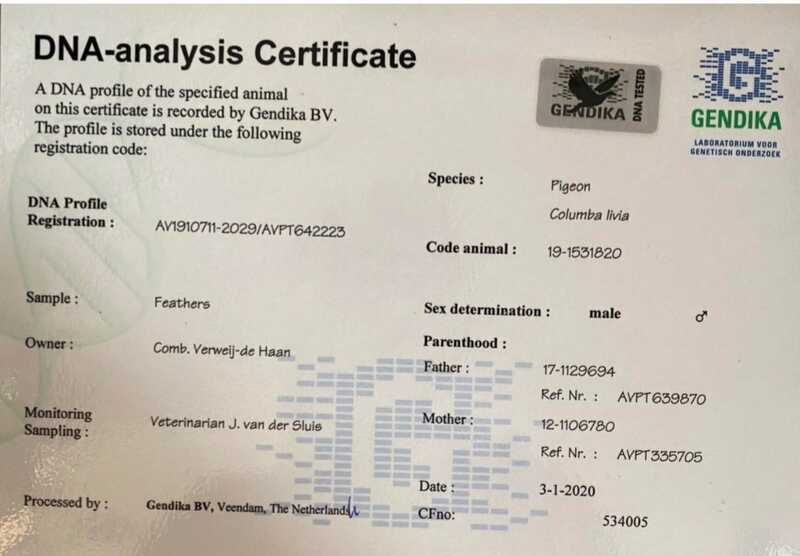 DNA-analysis Certificate
A DNA profile of the specified animal
on this certificate is recorded by Gendika BV.
The profile is stored under the following
registration code:
GENDIKA
DNA TESTED
GENDIKA
LABORATORIUM VOOR
GENETISCH ONDERZOEK
Species : Pigeon
Columba livia
DNA Profile
Registration : AV1910711-2029/AVPT642223
Code animal : 19-1531820
Sample : Feathers
Sex determination : male ♂
Owner : Comb. Verweij-de Haan
Parenthood :
Father : 17-1129694
Ref. Nr. : AVPT639870
Monitoring
Sampling : Veterinarian J. van der Sluis
Mother : 12-1106780
Ref. Nr. : AVPT335705
Date : 3-1-2020
Processed by : Gendika BV, Veendam, The Netherlands
CFno: 534005